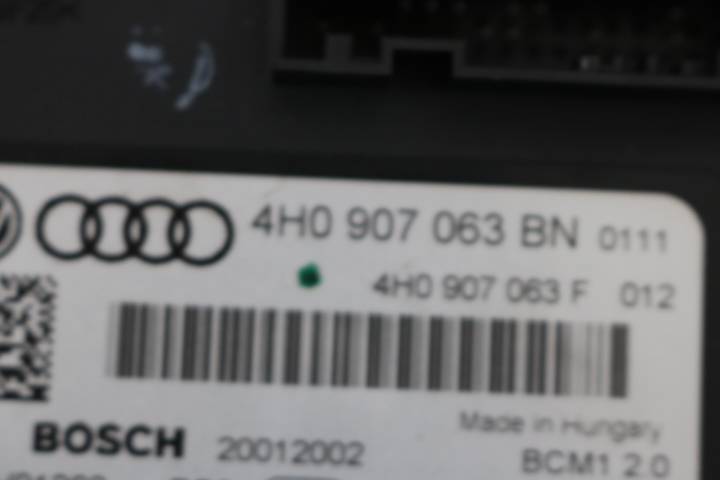 4H0 907 063 BN 0111
4H0 907 063 F 012
Made in Hungary
BOSCH 20012002
BCM1 2.0